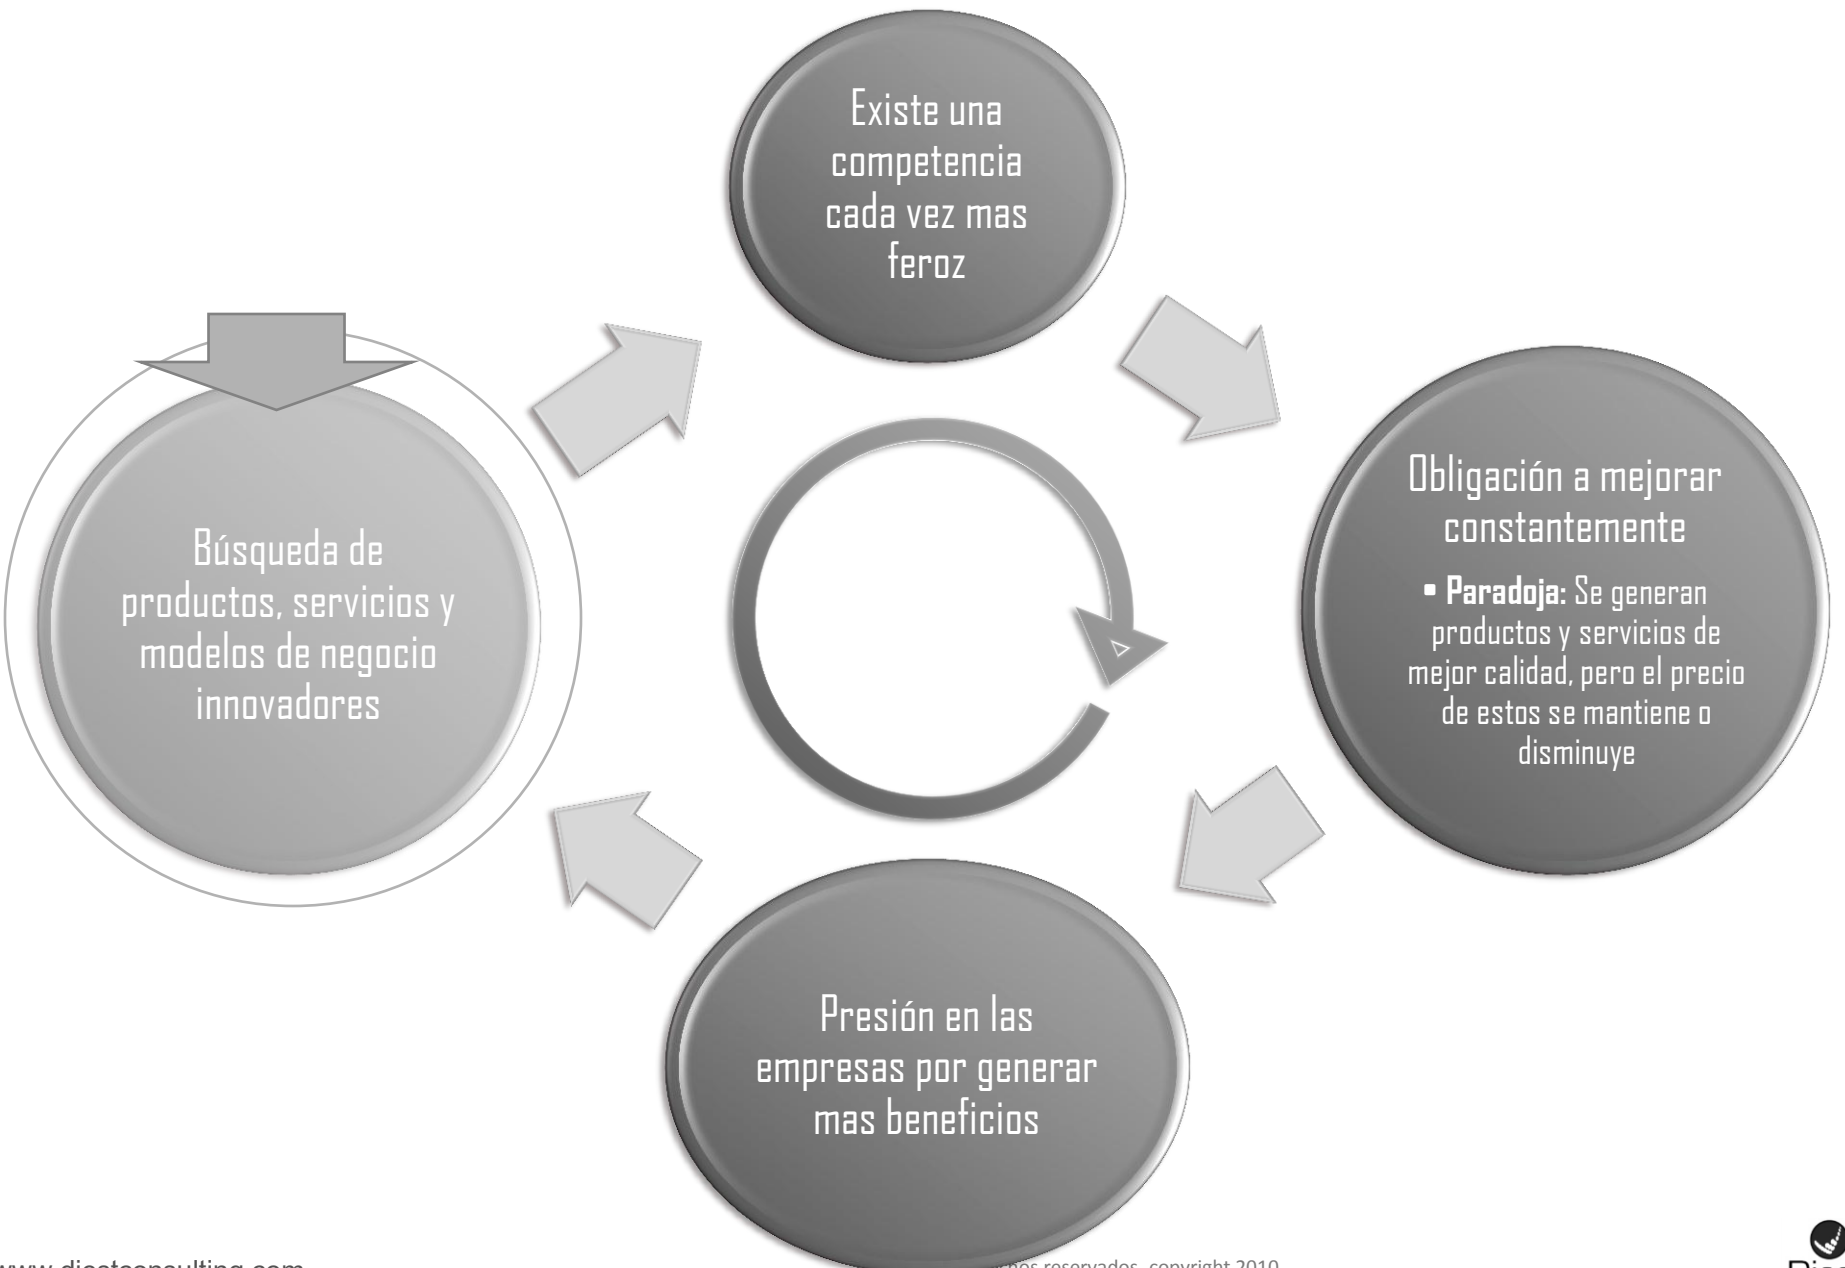 Existe una
competencia
cada vez mas
feroz
Obligación a mejorar
constantemente
▪ Paradoja: Se generan
productos y servicios de
mejor calidad, pero el precio
de estos se mantiene o
disminuye
Presión en las
empresas por generar
mas beneficios
Búsqueda de
productos, servicios y
modelos de negocio
innovadores
reservados, copyright 2010